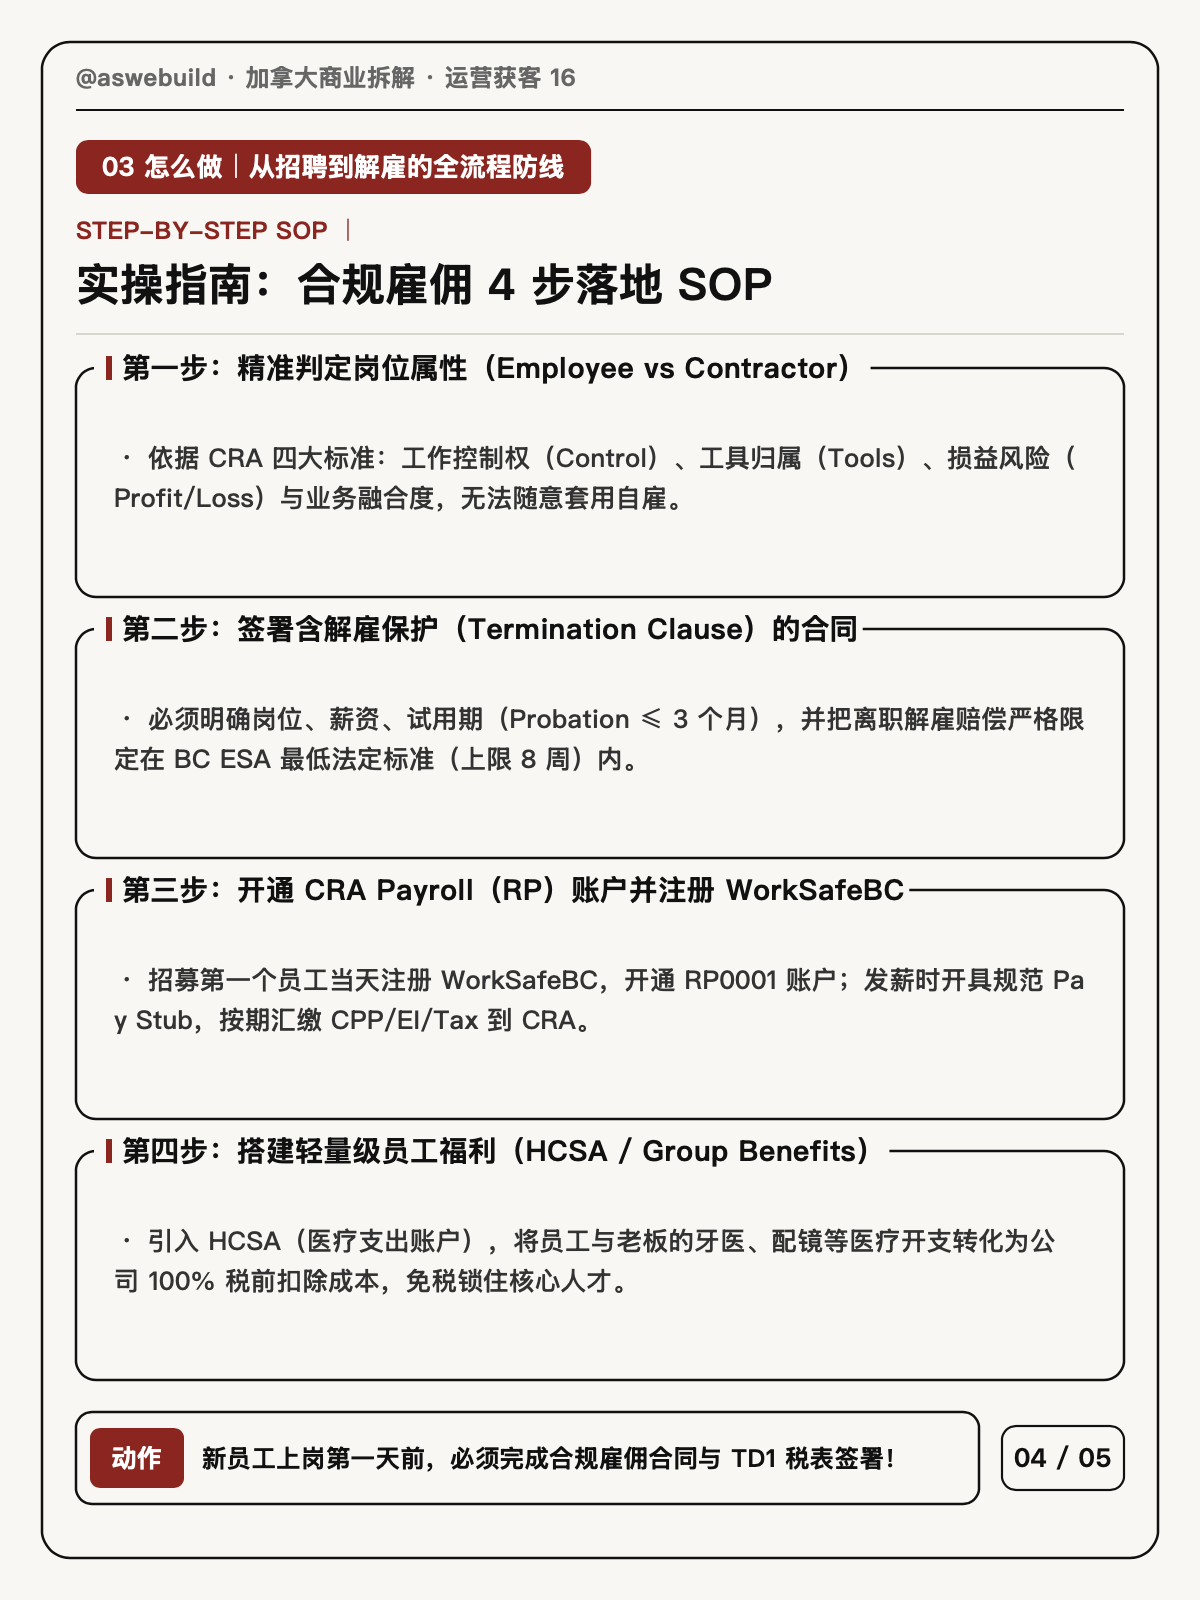 @aswebuild · 加拿大商业拆解 · 运营获客 16
03 怎么做｜从招聘到解雇的全流程防线
STEP-BY-STEP SOP ｜
实操指南：合规雇佣 4 步落地 SOP
第一步：精准判定岗位属性（Employee vs Contractor）
· 依据 CRA 四大标准：工作控制权（Control）、工具归属（Tools）、损益风险（
Profit/Loss）与业务融合度，无法随意套用自雇。
第二步：签署含解雇保护（Termination Clause）的合同
· 必须明确岗位、薪资、试用期（Probation ≤ 3 个月），并把离职解雇赔偿严格限
定在 BC ESA 最低法定标准（上限 8 周）内。
第三步：开通 CRA Payroll（RP）账户并注册 WorkSafeBC
· 招募第一个员工当天注册 WorkSafeBC，开通 RP0001 账户；发薪时开具规范 Pa
y Stub，按期汇缴 CPP/EI/Tax 到 CRA。
第四步：搭建轻量级员工福利（HCSA / Group Benefits）
· 引入 HCSA（医疗支出账户），将员工与老板的牙医、配镜等医疗开支转化为公
司 100% 税前扣除成本，免税锁住核心人才。
动作 新员工上岗第一天前，必须完成合规雇佣合同与 TD1 税表签署！
04 / 05